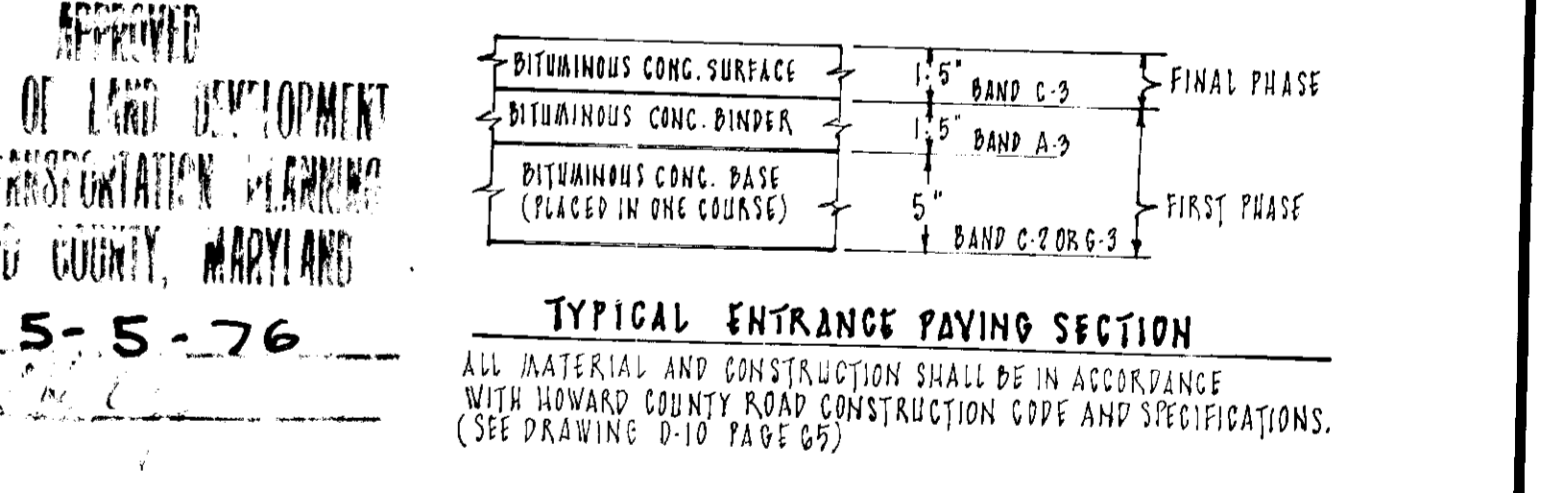 APPROVED
OF LAND DEVELOPMENT
TRANSPORTATION PLANNING
D COUNTY, MARYLAND
5-5-76
BITUMINOUS CONC. SURFACE 1.5" BAND C-3 FINAL PHASE
BITUMINOUS CONC. BINDER 1.5" BAND A-3
BITUMINOUS CONC. BASE
(PLACED IN ONE COURSE) 5" FIRST PHASE
BAND C-2 OR G-3
TYPICAL ENTRANCE PAVING SECTION
ALL MATERIAL AND CONSTRUCTION SHALL BE IN ACCORDANCE
WITH HOWARD COUNTY ROAD CONSTRUCTION CODE AND SPECIFICATIONS.
(SEE DRAWING D-10 PAGE 65)